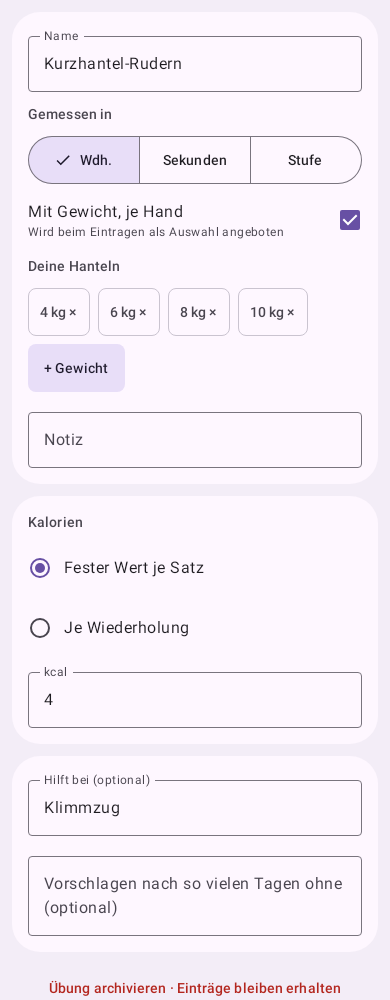 Name
Kurzhantel-Rudern
Gemessen in
Wdh.
Sekunden
Stufe
Mit Gewicht, je Hand
Wird beim Eintragen als Auswahl angeboten
Deine Hanteln
4 kg ×
6 kg ×
8 kg ×
10 kg ×
+ Gewicht
Notiz
Kalorien
Fester Wert je Satz
Je Wiederholung
kcal
4
Hilft bei (optional)
Klimmzug
Vorschlagen nach so vielen Tagen ohne
(optional)
Übung archivieren · Einträge bleiben erhalten